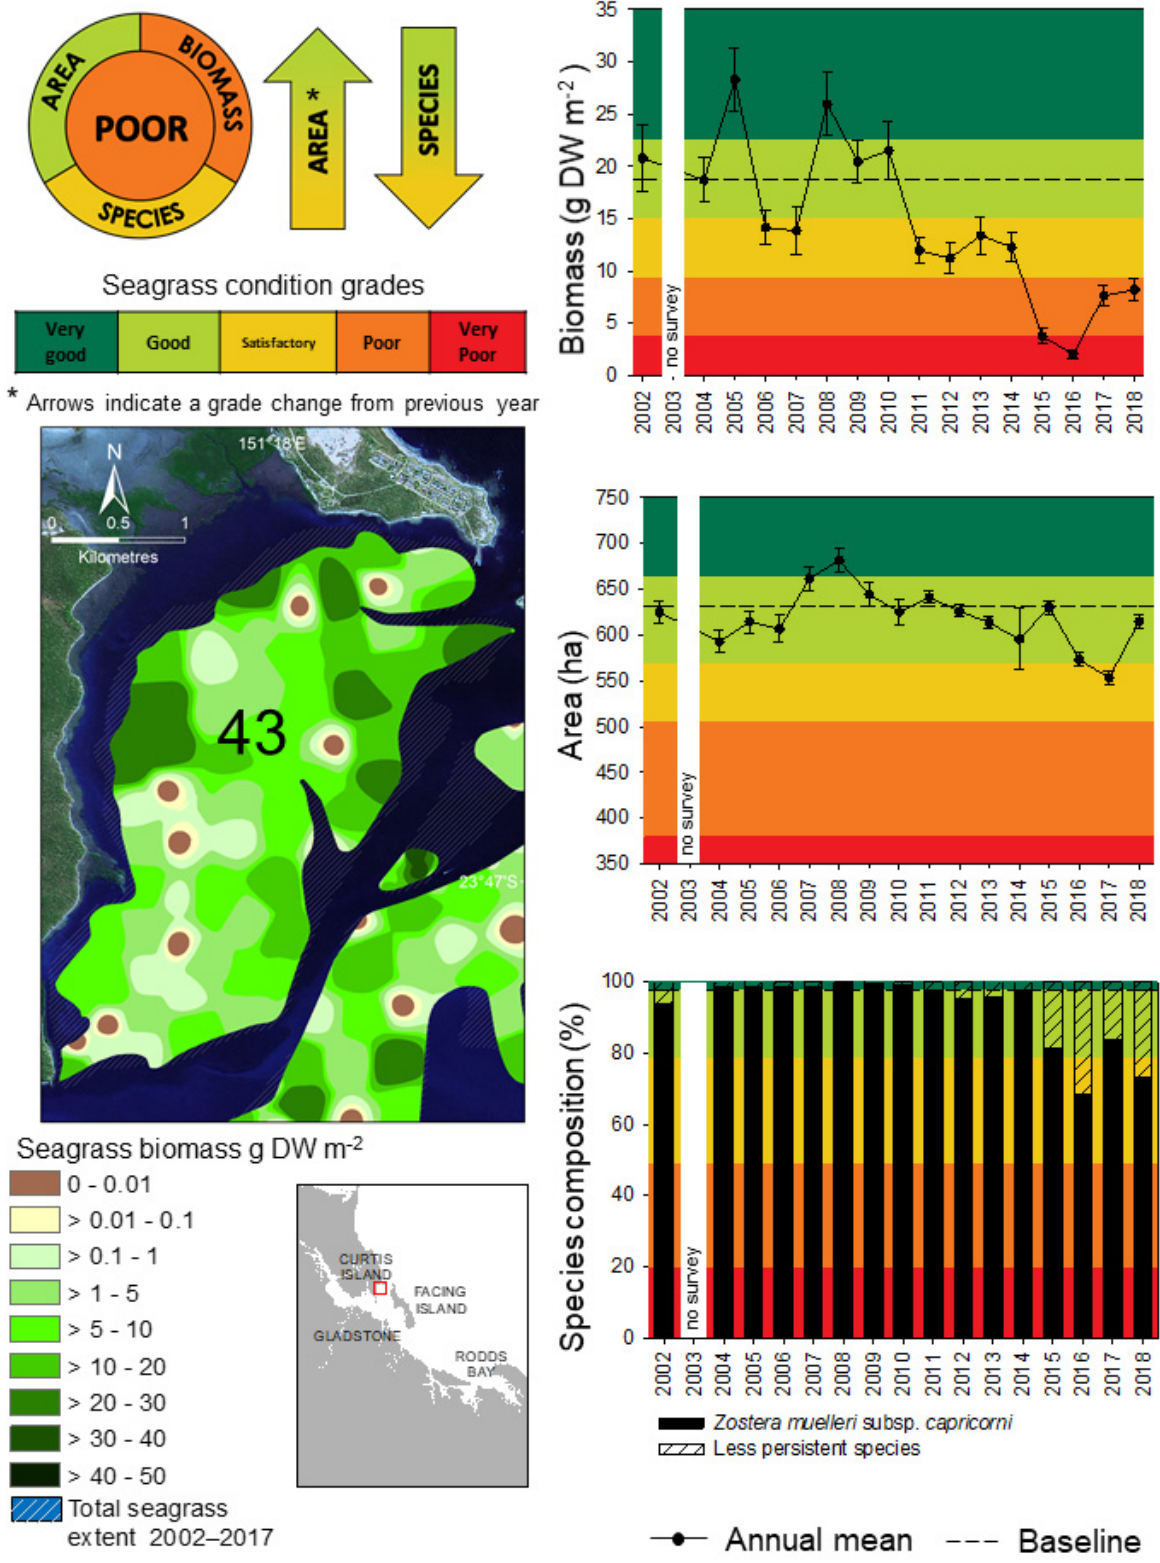 AREA
BIOMASS
POOR
SPECIES
AREA *
SPECIES
Seagrass condition grades
Very good
Good
Satisfactory
Poor
Very Poor
* Arrows indicate a grade change from previous year
151°18'E
N
0 0.5 1
Kilometres
43
23°47'S
Seagrass biomass g DW m-2
0 - 0.01
> 0.01 - 0.1
> 0.1 - 1
> 1 - 5
> 5 - 10
> 10 - 20
> 20 - 30
> 30 - 40
> 40 - 50
Total seagrass
extent 2002–2017
CURTIS
ISLAND
FACING
ISLAND
GLADSTONE
RODDS
BAY
Biomass (g DW m-2)
35
30
25
20
15
10
5
0
no survey
2002 2003 2004 2005 2006 2007 2008 2009 2010 2011 2012 2013 2014 2015 2016 2017 2018
Area (ha)
750
700
650
600
550
500
450
400
350
no survey
2002 2003 2004 2005 2006 2007 2008 2009 2010 2011 2012 2013 2014 2015 2016 2017 2018
Species composition (%)
100
80
60
40
20
0
no survey
2002 2003 2004 2005 2006 2007 2008 2009 2010 2011 2012 2013 2014 2015 2016 2017 2018
Zostera muelleri subsp. capricorni
Less persistent species
Annual mean
Baseline